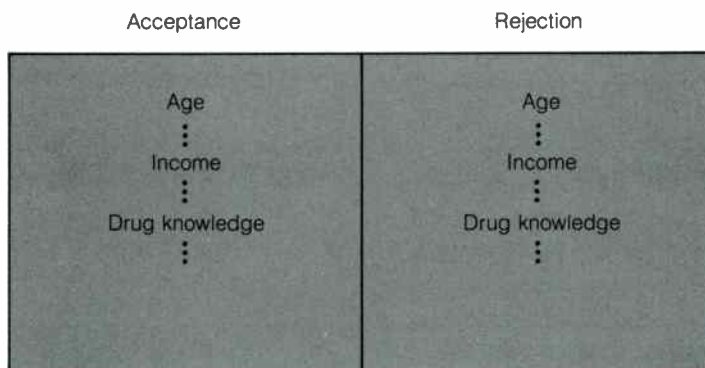 Acceptance
Rejection
Age
⋮
Income
⋮
Drug knowledge
⋮
Age
⋮
Income
⋮
Drug knowledge
⋮